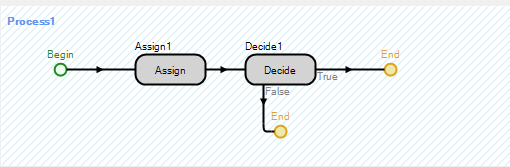 Process1
Assign1
Decide1
Begin
End
Assign
Decide
True
False
End